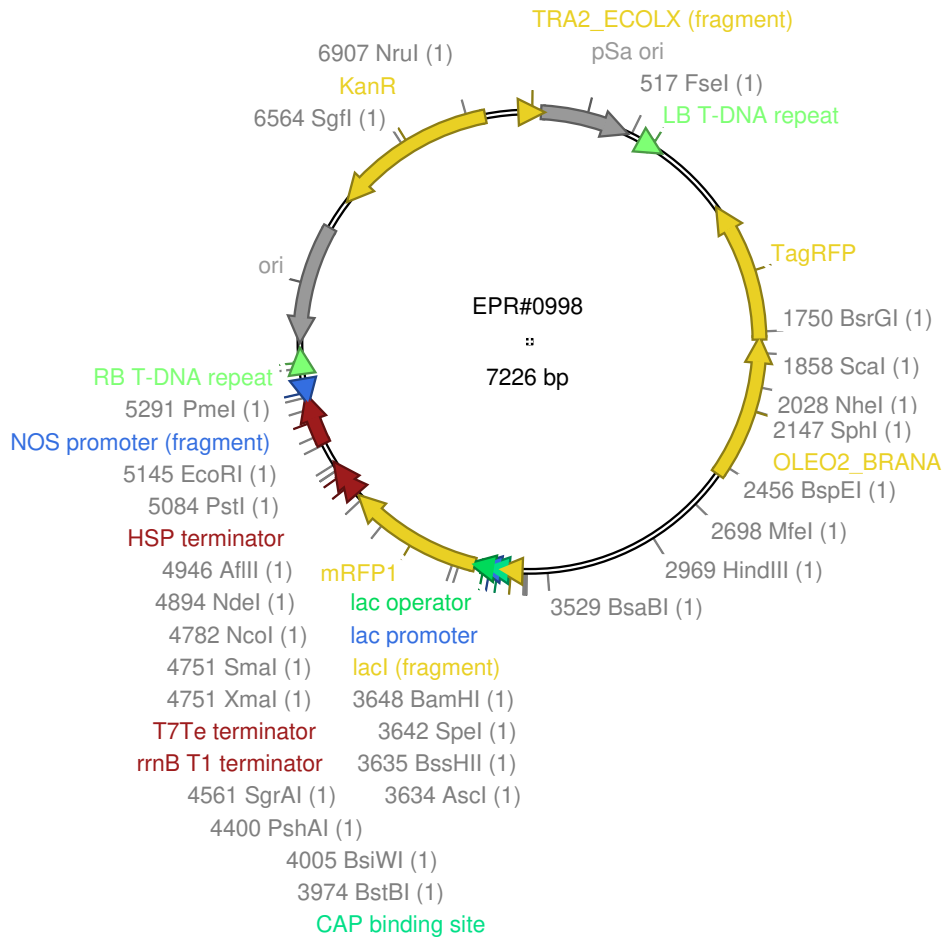 TRA2_ECOLX (fragment)
pSa ori
6907 NruI (1)
517 FseI (1)
KanR
LB T-DNA repeat
6564 SgfI (1)
TagRFP
ori
EPR#0998
7226 bp
1750 BsrGI (1)
1858 ScaI (1)
2028 NheI (1)
2147 SphI (1)
OLEO2_BRANA
2456 BspEI (1)
2698 MfeI (1)
2969 HindIII (1)
3529 BsaBI (1)
RB T-DNA repeat
5291 PmeI (1)
NOS promoter (fragment)
5145 EcoRI (1)
5084 PstI (1)
HSP terminator
4946 AflII (1)
4894 NdeI (1)
4782 NcoI (1)
4751 SmaI (1)
4751 XmaI (1)
T7Te terminator
rrnB T1 terminator
4561 SgrAI (1)
4400 PshAI (1)
4005 BsiWI (1)
3974 BstBI (1)
CAP binding site
mRFP1
lac operator
lac promoter
lacI (fragment)
3648 BamHI (1)
3642 SpeI (1)
3635 BssHII (1)
3634 AscI (1)